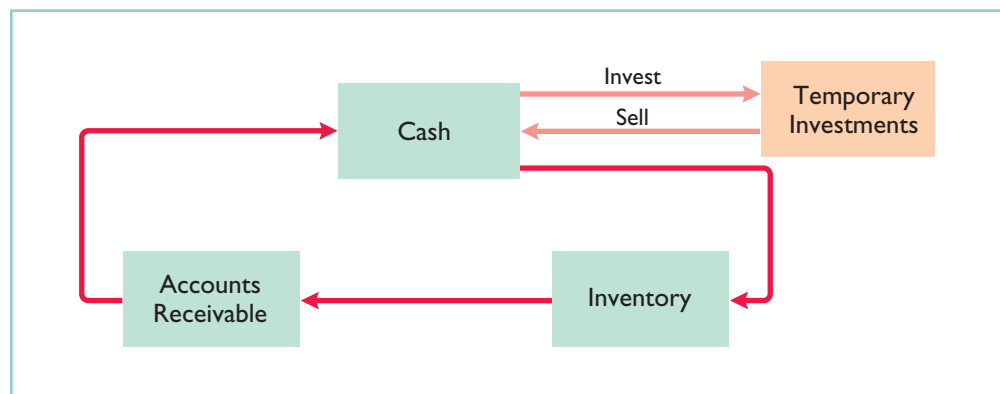 Invest
Temporary
Investments
Cash
Sell
Accounts
Receivable
Inventory